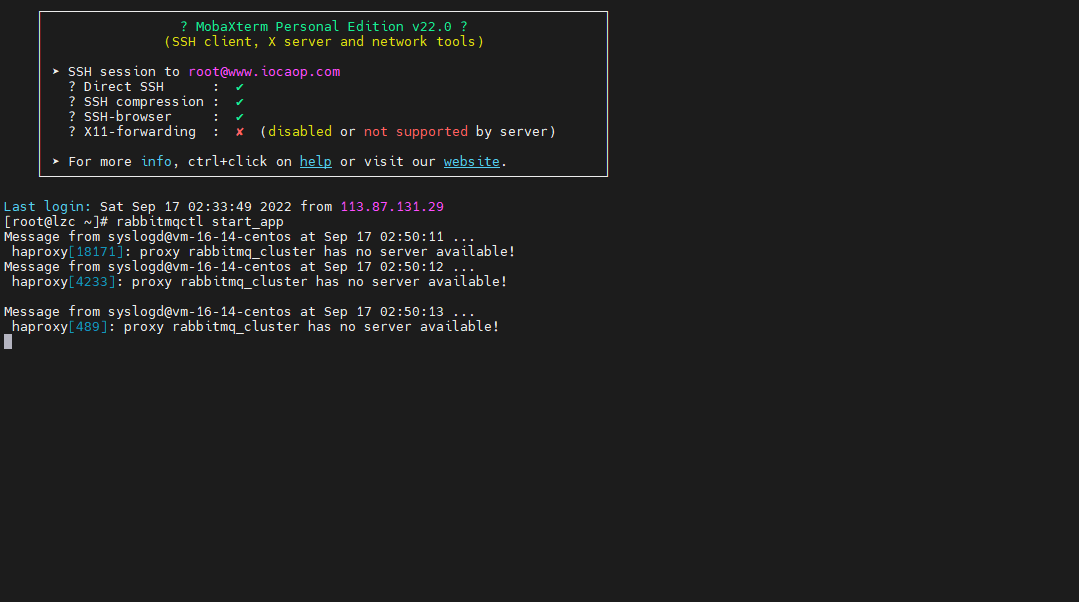 ? MobaXterm Personal Edition v22.0 ?
(SSH client, X server and network tools)
➤ SSH session to root@www.iocaop.com
? Direct SSH      :  ✔
? SSH compression :  ✔
? SSH-browser     :  ✔
? X11-forwarding  :  ✘  (disabled or not supported by server)
➤ For more info, ctrl+click on help or visit our website.
Last login: Sat Sep 17 02:33:49 2022 from 113.87.131.29
[root@lzc ~]# rabbitmqctl start_app
Message from syslogd@vm-16-14-centos at Sep 17 02:50:11 ...
haproxy[18171]: proxy rabbitmq_cluster has no server available!
Message from syslogd@vm-16-14-centos at Sep 17 02:50:12 ...
haproxy[4233]: proxy rabbitmq_cluster has no server available!
Message from syslogd@vm-16-14-centos at Sep 17 02:50:13 ...
haproxy[489]: proxy rabbitmq_cluster has no server available!